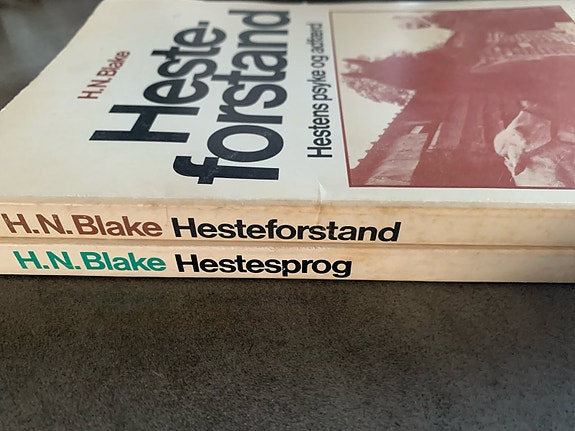 H.N.Blake
Heste-
forstand
Hestens psyke og adfærd
H.N.Blake Hesteforstand
H.N.Blake Hestesprog